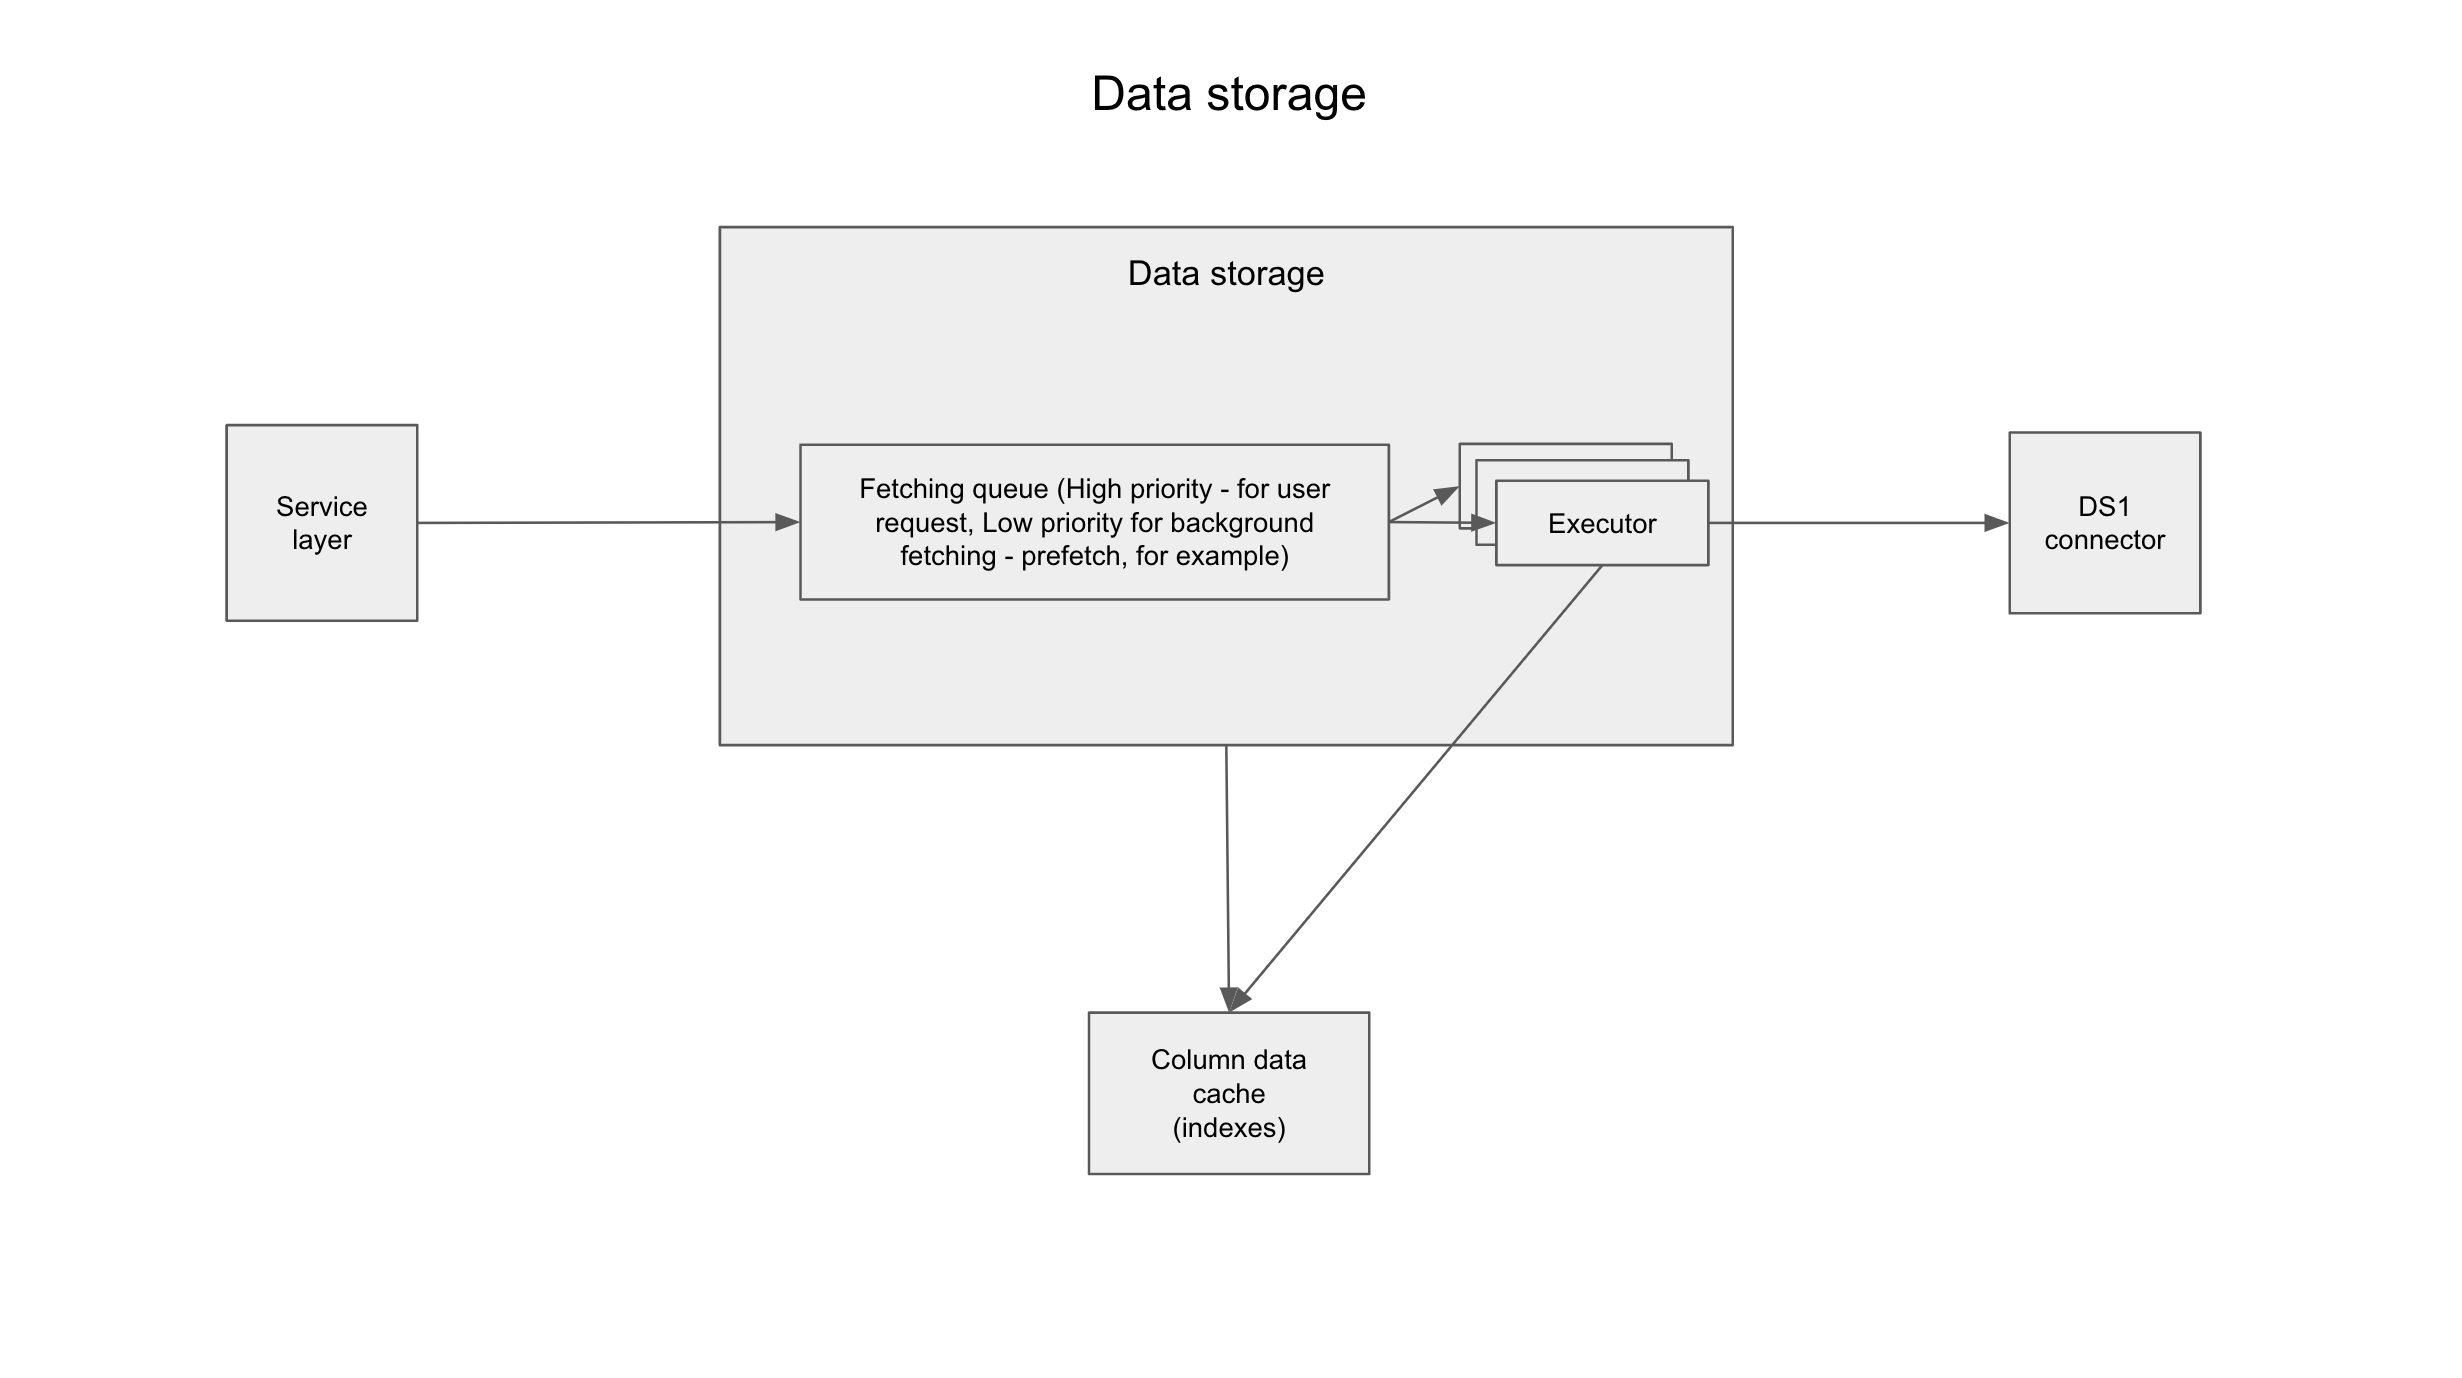 Data storage
Data storage
Service
layer
Fetching queue (High priority - for user
request, Low priority for background
fetching - prefetch, for example)
Executor
DS1
connector
Column data
cache
(indexes)